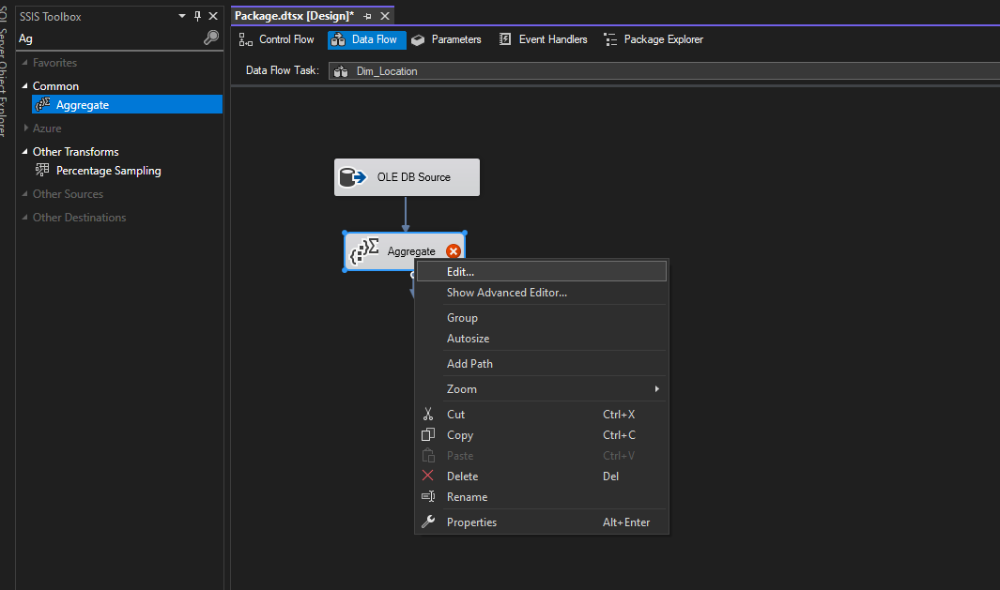 SQL Server Object Explorer
SSIS Toolbox
Ag
Favorites
Common
Aggregate
Azure
Other Transforms
Percentage Sampling
Other Sources
Other Destinations
Package.dtsx [Design]*
Control Flow Data Flow Parameters Event Handlers Package Explorer
Data Flow Task: Dim_Location
OLE DB Source
Aggregate
Edit...
Show Advanced Editor...
Group
Autosize
Add Path
Zoom
Cut Ctrl+X
Copy Ctrl+C
Paste Ctrl+V
Delete Del
Rename
Properties Alt+Enter